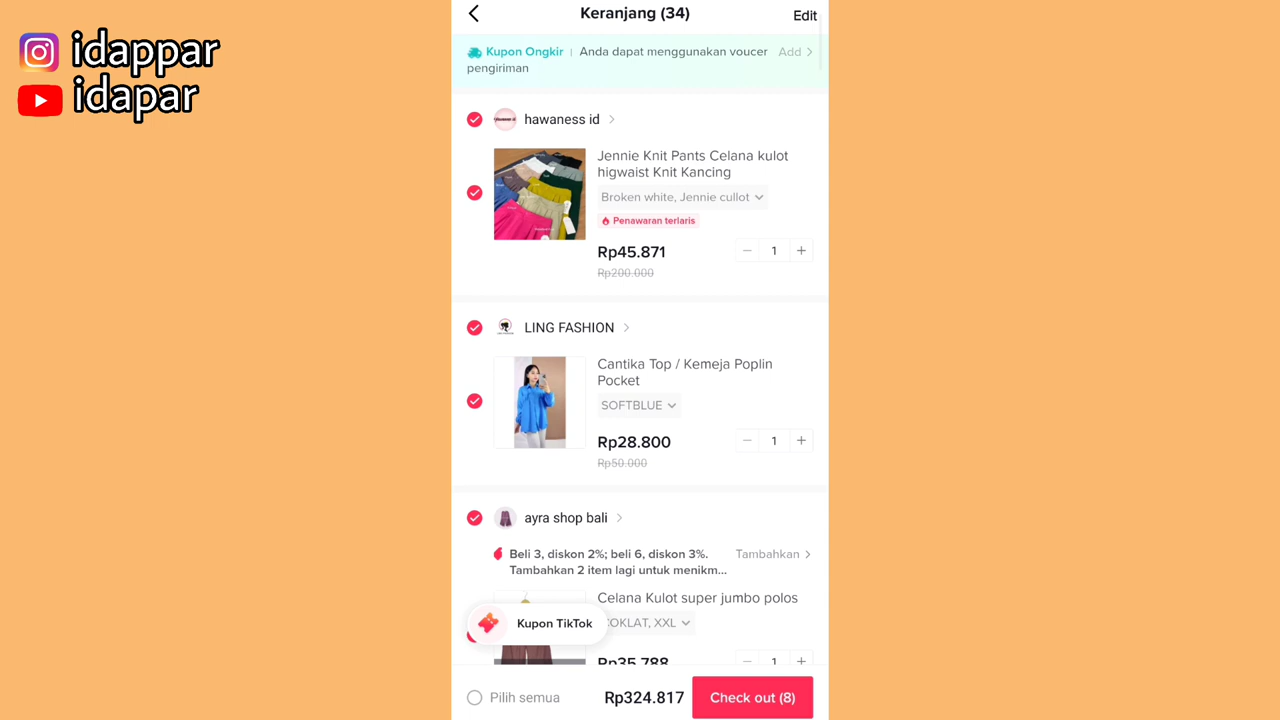 idappar
idapar
Keranjang (34)
Edit
Kupon Ongkir | Anda dapat menggunakan voucer
pengiriman
Add
hawaness id
Jennie Knit Pants Celana kulot
higwaist Knit Kancing
Broken white, Jennie cullot
Penawaran terlaris
Rp45.871
1
Rp200.000
LING FASHION
Cantika Top / Kemeja Poplin
Pocket
SOFTBLUE
Rp28.800
1
Rp50.000
ayra shop bali
Beli 3, diskon 2%; beli 6, diskon 3%.
Tambahkan 2 item lagi untuk menikm...
Tambahkan
Celana Kulot super jumbo polos
Kupon TikTok
COKLAT, XXL
Rp35.788
1
Pilih semua
Rp324.817
Check out (8)